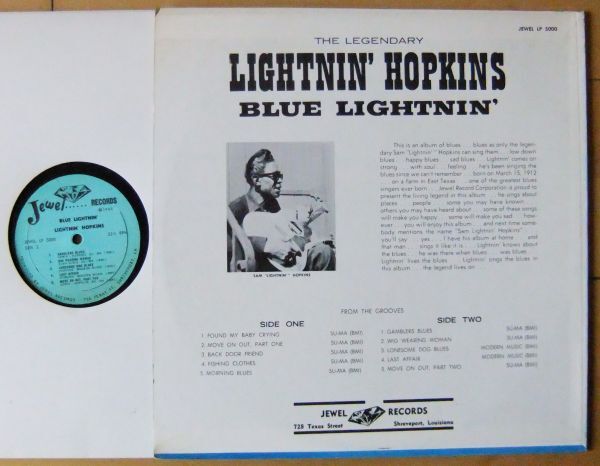 JEWEL LP 5000
THE LEGENDARY
LIGHTNIN' HOPKINS
BLUE LIGHTNIN'
This is an album of blues . . . blues as only the legen-
dary Sam "Lightnin' " Hopkins can sing them . . . low down
blues . . . happy blues . . . sad blues . . . Lightnin' comes on
strong . . . with soul . . . feeling . . . he's been singing the
blues since we can't remember . . . born on March 15, 1912
. . . on a farm in East Texas . . . one of the greatest blues
singers ever born . . . Jewel Record Corporation is proud to
present the living legend in this album . . . he sings about
places . . . people . . . some you may have known . . .
others you may have heard about . . . some of these songs
will make you happy . . . some will make you sad . . . how-
ever . . . you will enjoy this album . . . and next time some-
body mentions the name "Sam Lightnin' Hopkins"
you'll say . . . yes . . . I have his album at home . . . and
that man . . . sings it like it is . . . Lightnin' knows about
the blues . . . he was there when blues . . . was blues . . .
Lightnin' lives the blues . . . Lightnin' sings the blues in
this album . . . the legend lives on
SAM "LIGHTNIN'" HOPKINS
Jewel RECORDS
BLUE LIGHTNIN'
LIGHTNIN' HOPKINS
JEWEL LP 5000
33⅓ RPM
SIDE 2
FROM THE GROOVES
SIDE ONE
1. FOUND MY BABY CRYING SU-MA (BMI)
2. MOVE ON OUT, PART ONE SU-MA (BMI)
3. BACK DOOR FRIEND SU-MA (BMI)
4. FISHING CLOTHES SU-MA (BMI)
5. MORNING BLUES SU-MA (BMI)
SIDE TWO
1. GAMBLERS BLUES SU-MA (BMI)
2. WIG WEARING WOMAN SU-MA (BMI)
3. LONESOME DOG BLUES MODERN MUSIC (BMI)
4. LAST AFFAIR MODERN MUSIC (BMI)
5. MOVE ON OUT, PART TWO SU-MA (BMI)
JEWEL RECORDS
728 Texas Street Shreveport, Louisiana